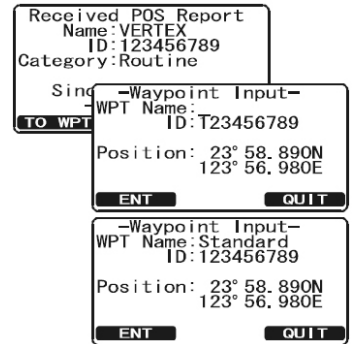 Received POS Report
Name:VERTEX
ID:123456789
Category:Routine
TO WPT
–Waypoint Input–
WPT Name:_
ID:T23456789
Position: 23°58.890N
123°56.980E
ENT QUIT
–Waypoint Input–
WPT Name:Standard
ID:123456789
Position: 23°58.890N
123°56.980E
ENT QUIT